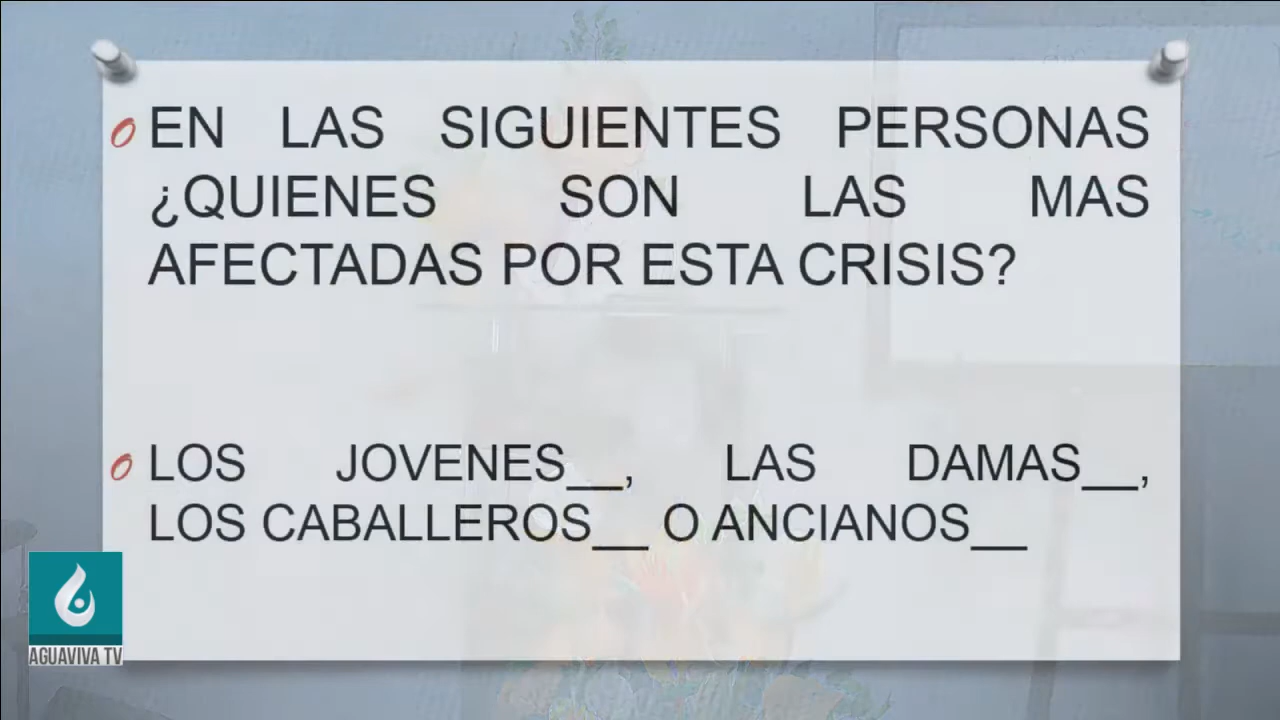 EN LAS SIGUIENTES PERSONAS
¿QUIENES SON LAS MAS
AFECTADAS POR ESTA CRISIS?
LOS JOVENES__, LAS DAMAS__,
LOS CABALLEROS__ O ANCIANOS__
AGUAVIVA TV